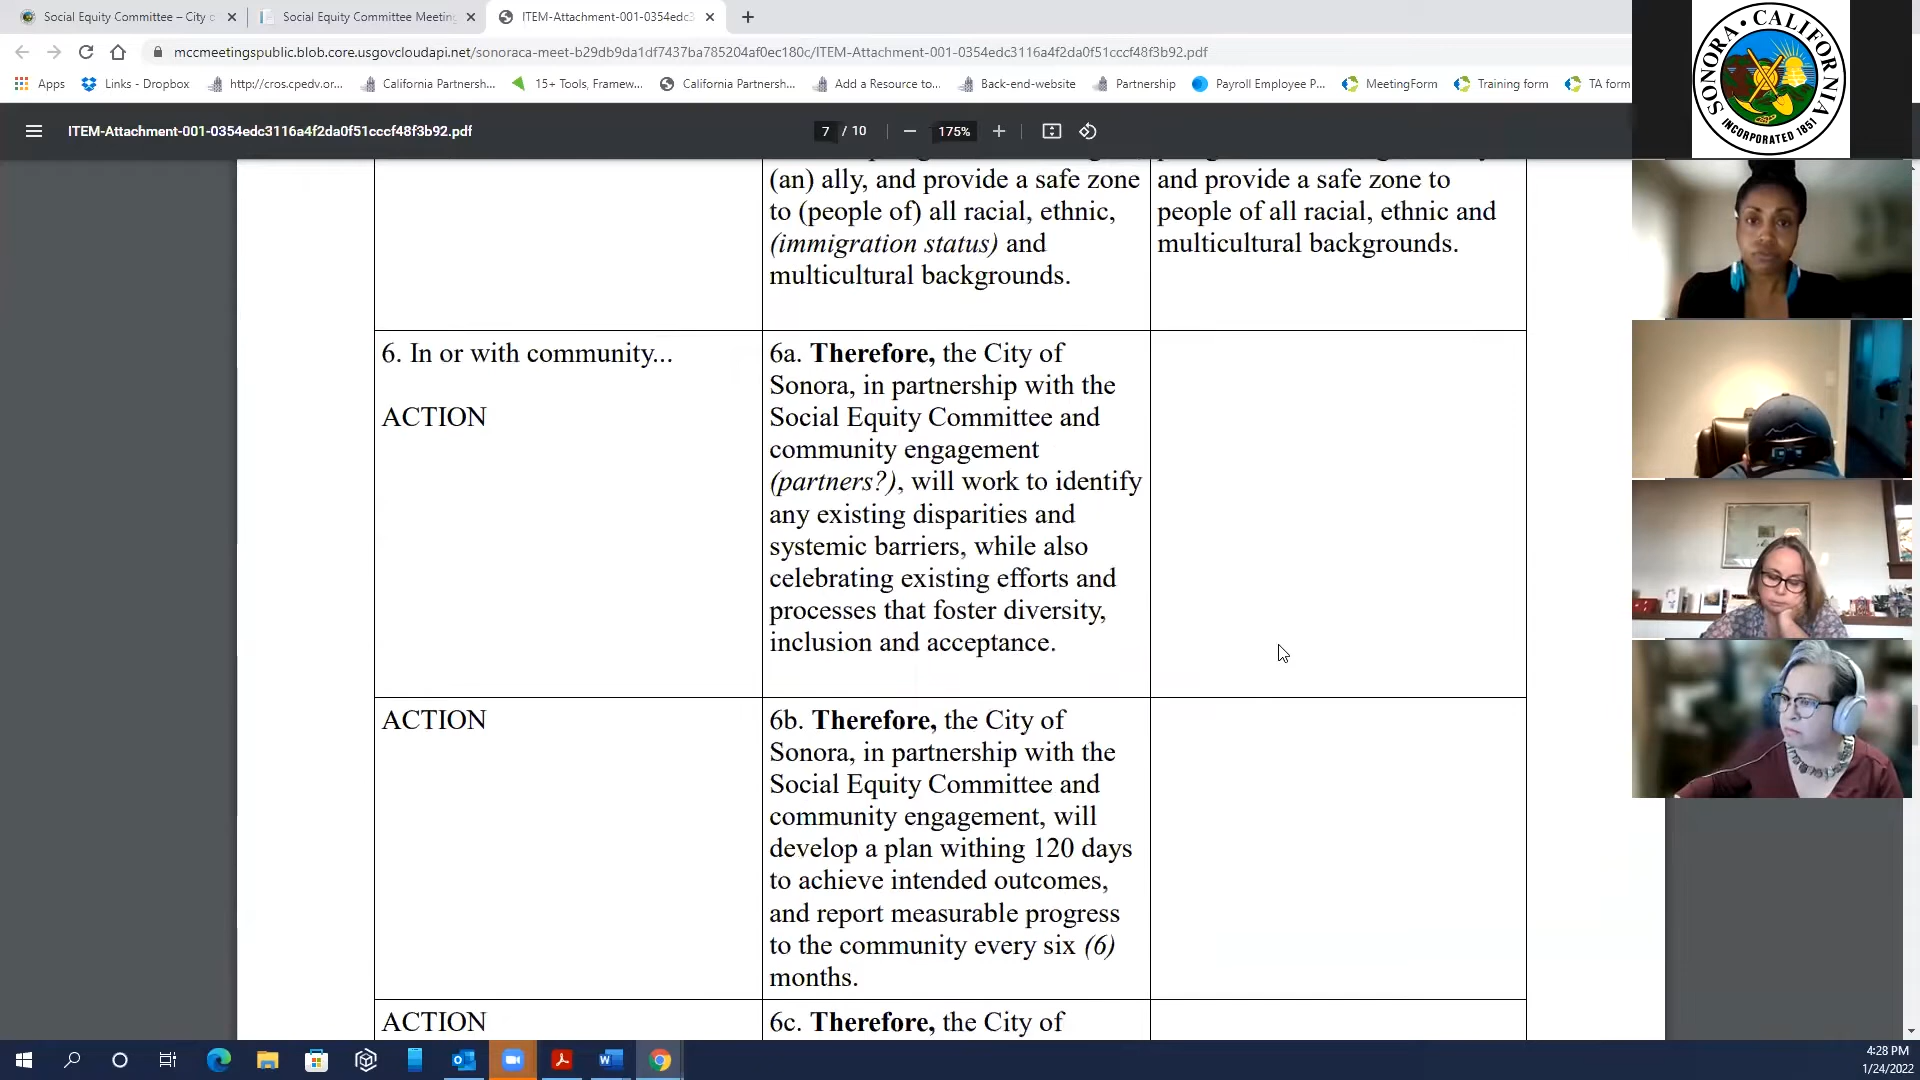 Social Equity Committee – City
Social Equity Committee Meeting
ITEM-Attachment-001-0354edc3
mccmeetingspublic.blob.core.usgovcloudapi.net/sonoraca-meet-b29db9da1df7437ba785204af0ec180c/ITEM-Attachment-001-0354edc3116a4f2da0f51cccf48f3b92.pdf
Apps
Links - Dropbox
http://cros.cpedv.or...
California Partnersh...
15+ Tools, Framew...
California Partnersh...
Add a Resource to...
Back-end-website
Partnership
Payroll Employee P...
MeetingForm
Training form
TA form
ITEM-Attachment-001-0354edc3116a4f2da0f51cccf48f3b92.pdf
7 / 10
175%
SONORA, CALIFORNIA
INCORPORATED 1851
(an) ally, and provide a safe zone
to (people of) all racial, ethnic,
(immigration status) and
multicultural backgrounds.
and provide a safe zone to
people of all racial, ethnic and
multicultural backgrounds.
6. In or with community...
ACTION
6a. Therefore, the City of
Sonora, in partnership with the
Social Equity Committee and
community engagement
(partners?), will work to identify
any existing disparities and
systemic barriers, while also
celebrating existing efforts and
processes that foster diversity,
inclusion and acceptance.
ACTION
6b. Therefore, the City of
Sonora, in partnership with the
Social Equity Committee and
community engagement, will
develop a plan withing 120 days
to achieve intended outcomes,
and report measurable progress
to the community every six (6)
months.
ACTION
6c. Therefore, the City of
4:28 PM
1/24/2022